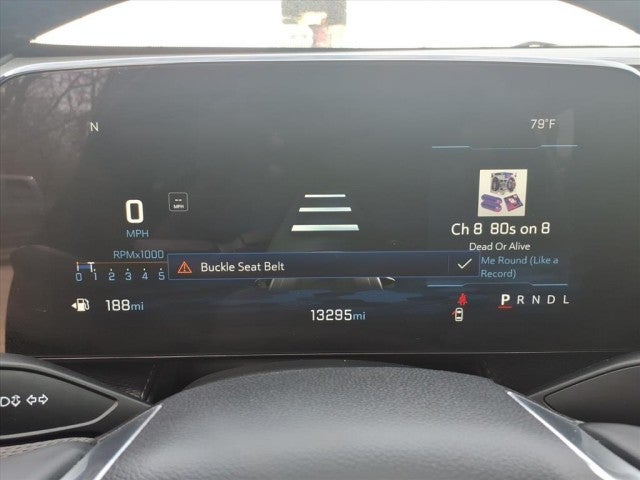 N
79°F
0
MPH
--
MPH
Ch 8 80s on 8
Dead Or Alive
Me Round (Like a
Record)
RPMx1000
0 1 2 3 4 5
Buckle Seat Belt
188mi
13295mi
P R N D L